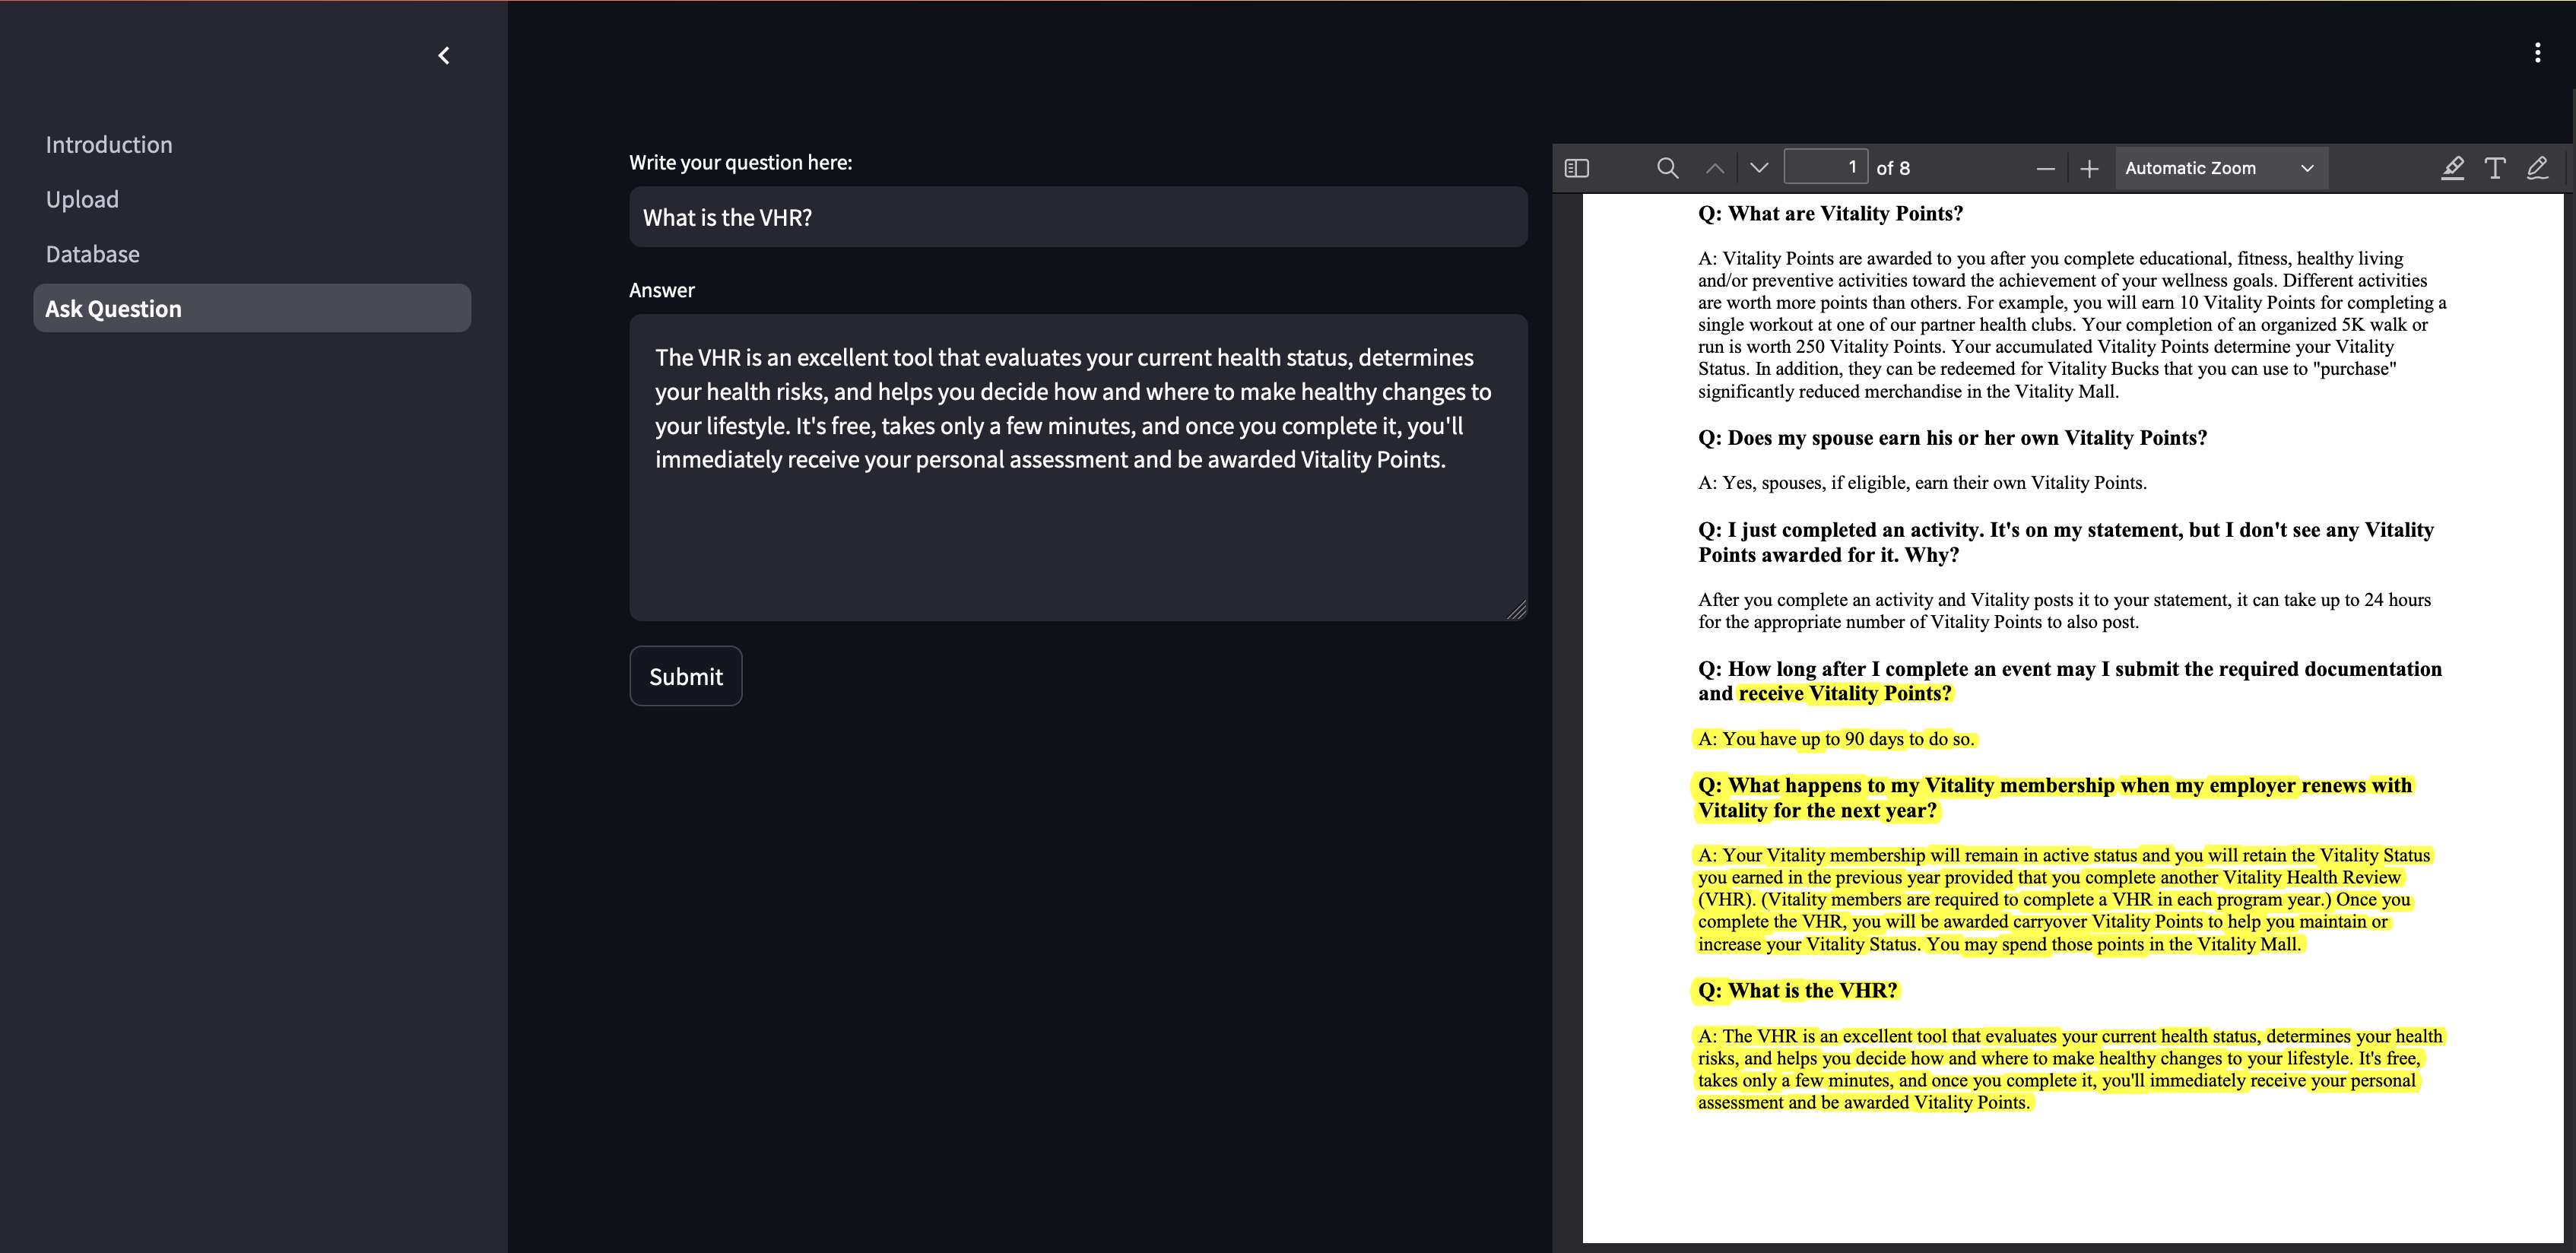 Introduction
Upload
Database
Ask Question
Write your question here:
What is the VHR?
Answer
The VHR is an excellent tool that evaluates your current health status, determines
your health risks, and helps you decide how and where to make healthy changes to
your lifestyle. It's free, takes only a few minutes, and once you complete it, you'll
immediately receive your personal assessment and be awarded Vitality Points.
Submit
1 of 8
Automatic Zoom
Q: What are Vitality Points?
A: Vitality Points are awarded to you after you complete educational, fitness, healthy living
and/or preventive activities toward the achievement of your wellness goals. Different activities
are worth more points than others. For example, you will earn 10 Vitality Points for completing a
single workout at one of our partner health clubs. Your completion of an organized 5K walk or
run is worth 250 Vitality Points. Your accumulated Vitality Points determine your Vitality
Status. In addition, they can be redeemed for Vitality Bucks that you can use to "purchase"
significantly reduced merchandise in the Vitality Mall.
Q: Does my spouse earn his or her own Vitality Points?
A: Yes, spouses, if eligible, earn their own Vitality Points.
Q: I just completed an activity. It's on my statement, but I don't see any Vitality
Points awarded for it. Why?
After you complete an activity and Vitality posts it to your statement, it can take up to 24 hours
for the appropriate number of Vitality Points to also post.
Q: How long after I complete an event may I submit the required documentation
and receive Vitality Points?
A: You have up to 90 days to do so.
Q: What happens to my Vitality membership when my employer renews with
Vitality for the next year?
A: Your Vitality membership will remain in active status and you will retain the Vitality Status
you earned in the previous year provided that you complete another Vitality Health Review
(VHR). (Vitality members are required to complete a VHR in each program year.) Once you
complete the VHR, you will be awarded carryover Vitality Points to help you maintain or
increase your Vitality Status. You may spend those points in the Vitality Mall.
Q: What is the VHR?
A: The VHR is an excellent tool that evaluates your current health status, determines your health
risks, and helps you decide how and where to make healthy changes to your lifestyle. It's free,
takes only a few minutes, and once you complete it, you'll immediately receive your personal
assessment and be awarded Vitality Points.